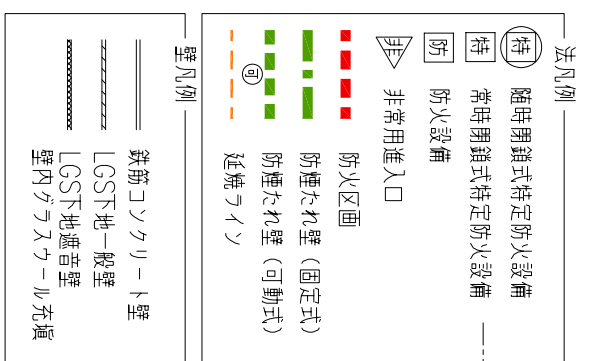 法凡例
特 随時閉鎖式特定防火設備
特 常時閉鎖式特定防火設備
防 防火設備
非 非常用進入口
防火区画
防煙たれ壁（固定式）
可 防煙たれ壁（可動式）
延焼ライン
壁凡例
鉄筋コンクリート壁
LGS下地一般壁
LGS下地遮音壁
壁内グラスウール充塡